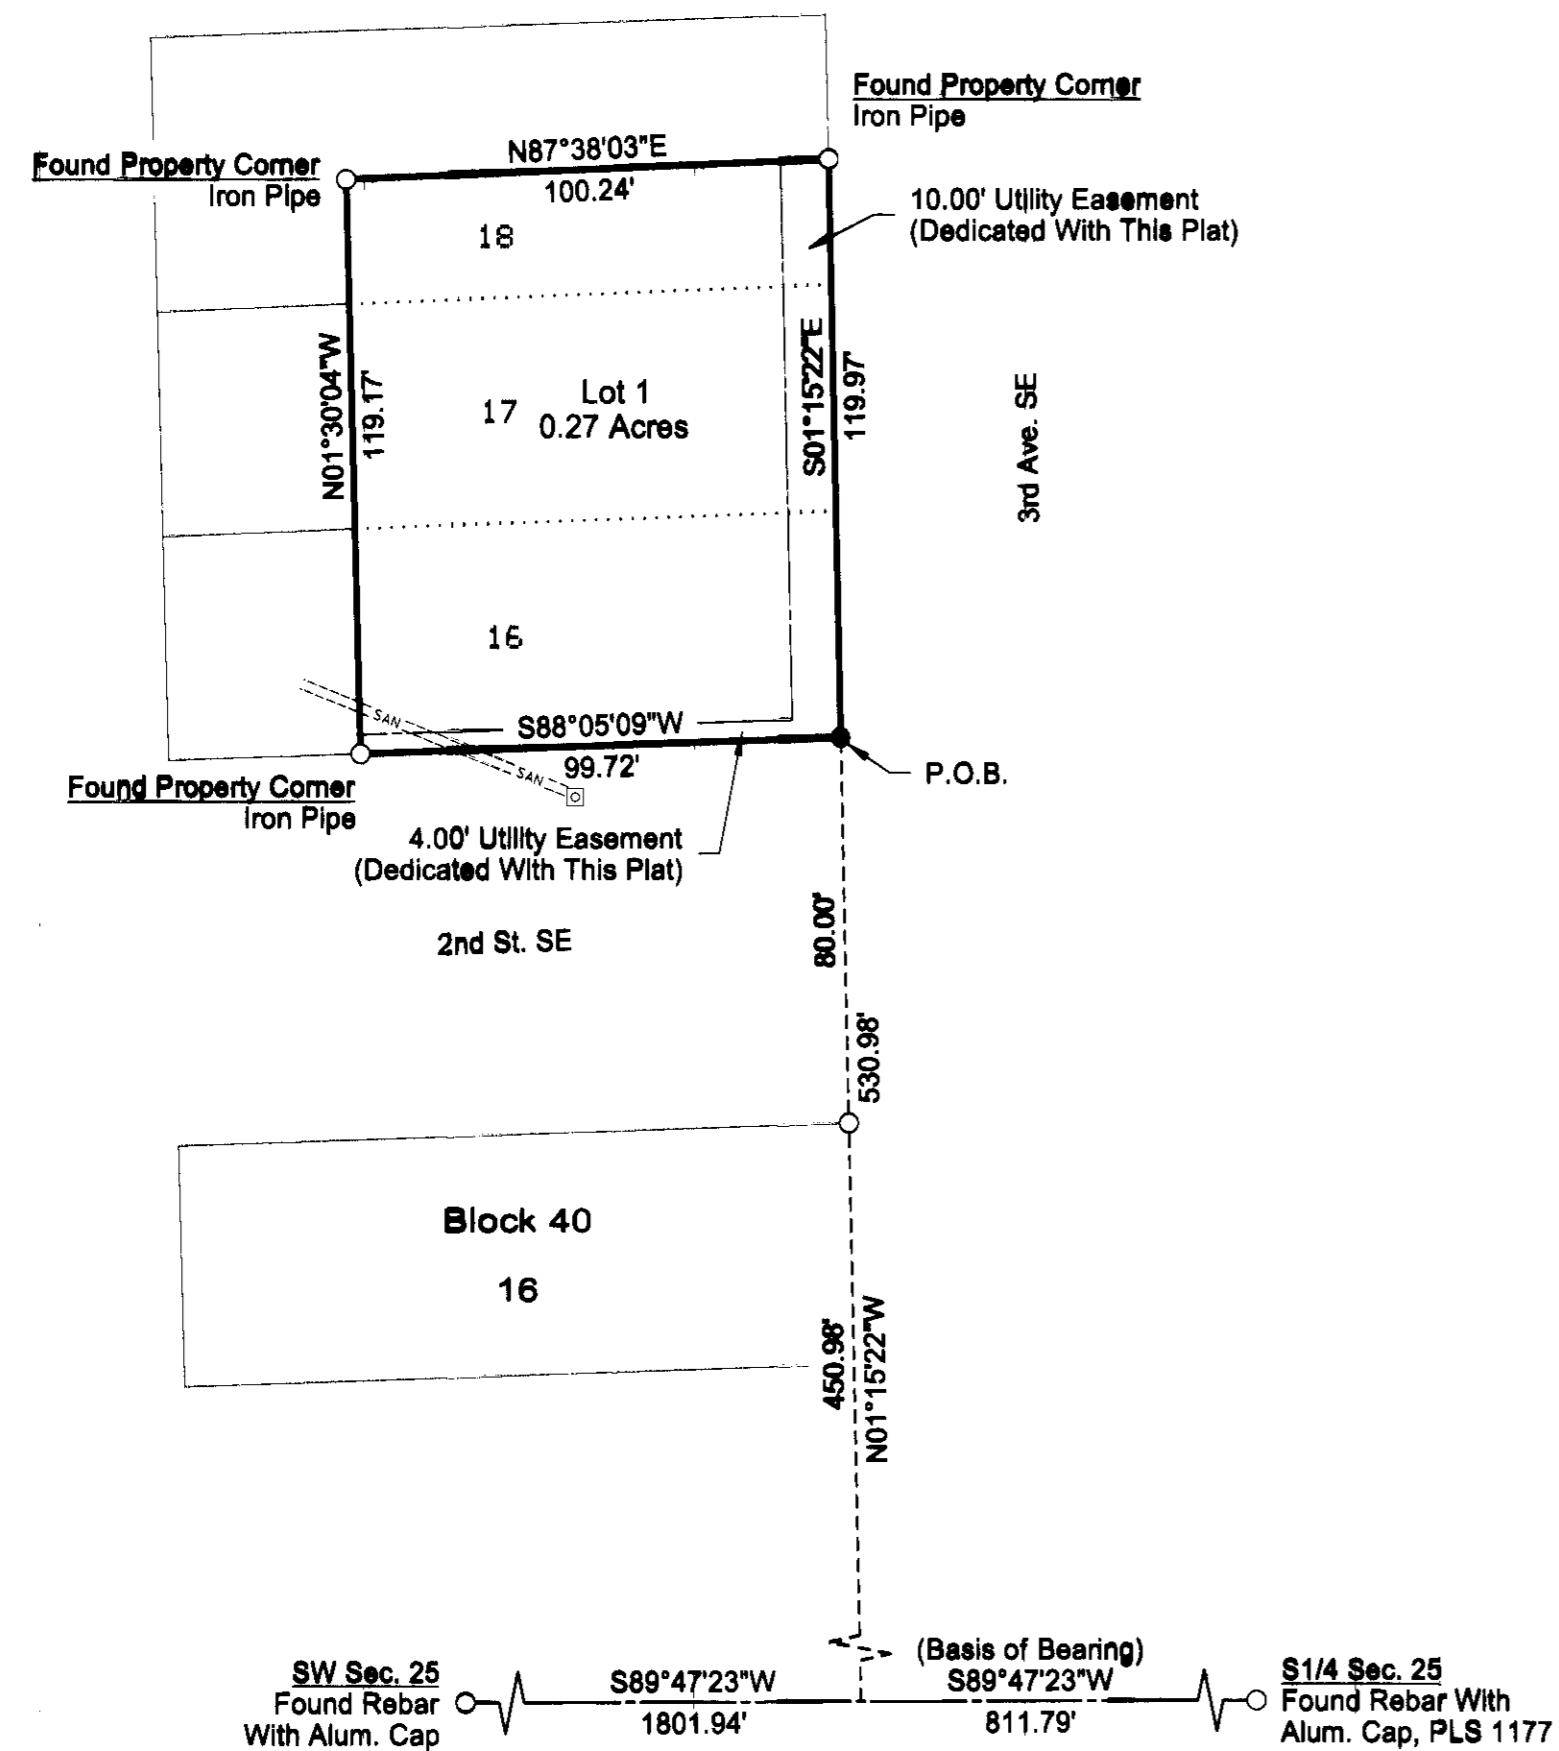 Found Property Corner
Iron Pipe
Found Property Corner
Iron Pipe
N87°38'03"E
100.24'
10.00' Utility Easement
(Dedicated With This Plat)
18
N01°30'04"W
119.17'
17
Lot 1
0.27 Acres
S01°15'22"E
119.97'
3rd Ave. SE
16
SAN
S88°05'09"W
99.72'
SAN
Found Property Corner
Iron Pipe
P.O.B.
4.00' Utility Easement
(Dedicated With This Plat)
80.00'
2nd St. SE
530.98'
Block 40
16
450.98'
N01°15'22"W
(Basis of Bearing)
SW Sec. 25
Found Rebar
With Alum. Cap
S89°47'23"W
1801.94'
S89°47'23"W
811.79'
S1/4 Sec. 25
Found Rebar With
Alum. Cap, PLS 1177